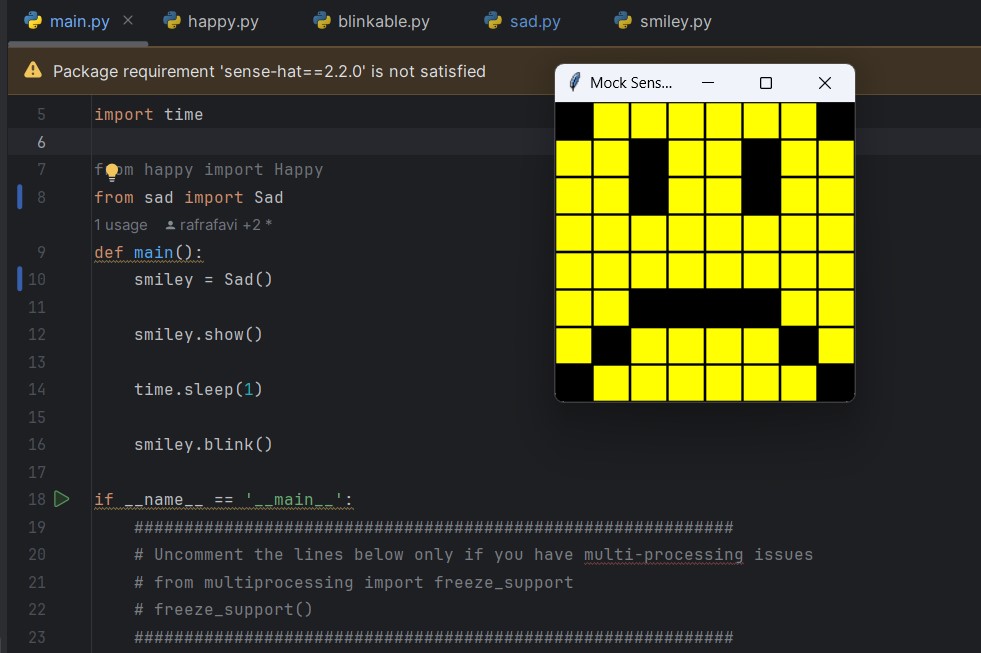 main.py happy.py blinkable.py sad.py smiley.py
Package requirement 'sense-hat==2.2.0' is not satisfied
Mock Sens...
5 import time
6
7 from happy import Happy
8 from sad import Sad
1 usage rafrafavi +2 *
9 def main():
10 smiley = Sad()
11
12 smiley.show()
13
14 time.sleep(1)
15
16 smiley.blink()
17
18 if __name__ == '__main__':
19 ############################################################
20 # Uncomment the lines below only if you have multi-processing issues
21 # from multiprocessing import freeze_support
22 # freeze_support()
23 ############################################################